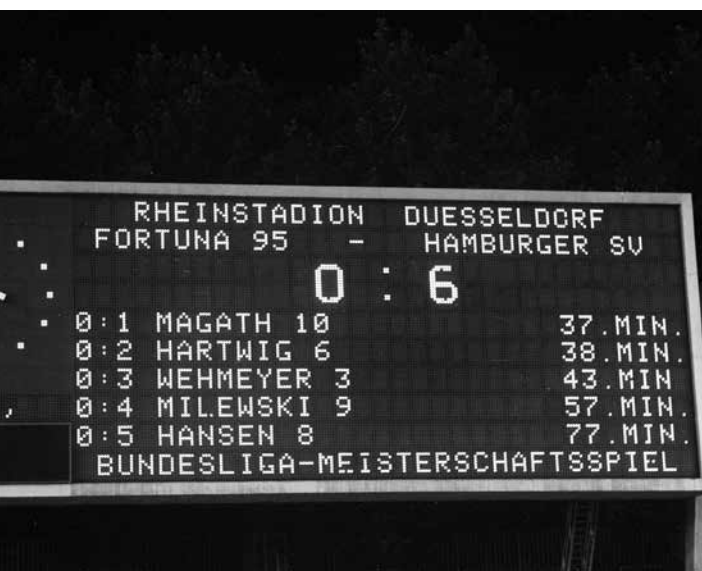 RHEINSTADION DUESSELDORF
FORTUNA 95 - HAMBURGER SV
0 : 6
0:1 MAGATH 10 37.MIN.
0:2 HARTWIG 6 38.MIN.
0:3 WEHMEYER 3 43.MIN
0:4 MILEWSKI 9 57.MIN.
0:5 HANSEN 8 77.MIN.
BUNDESLIGA-MEISTERSCHAFTSSPIEL